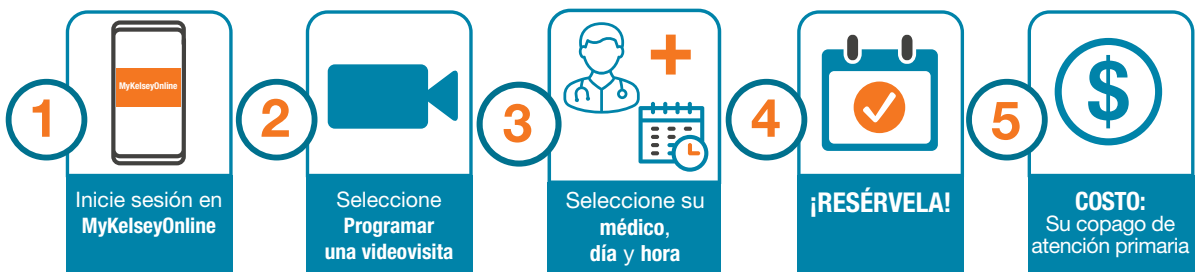 1
MyKelseyOnline
Inicie sesión en
MyKelseyOnline
2
Seleccione
Programar
una videovisita
3
Seleccione su
médico,
día y hora
4
¡RESÉRVELA!
5
$
COSTO:
Su copago de
atención primaria